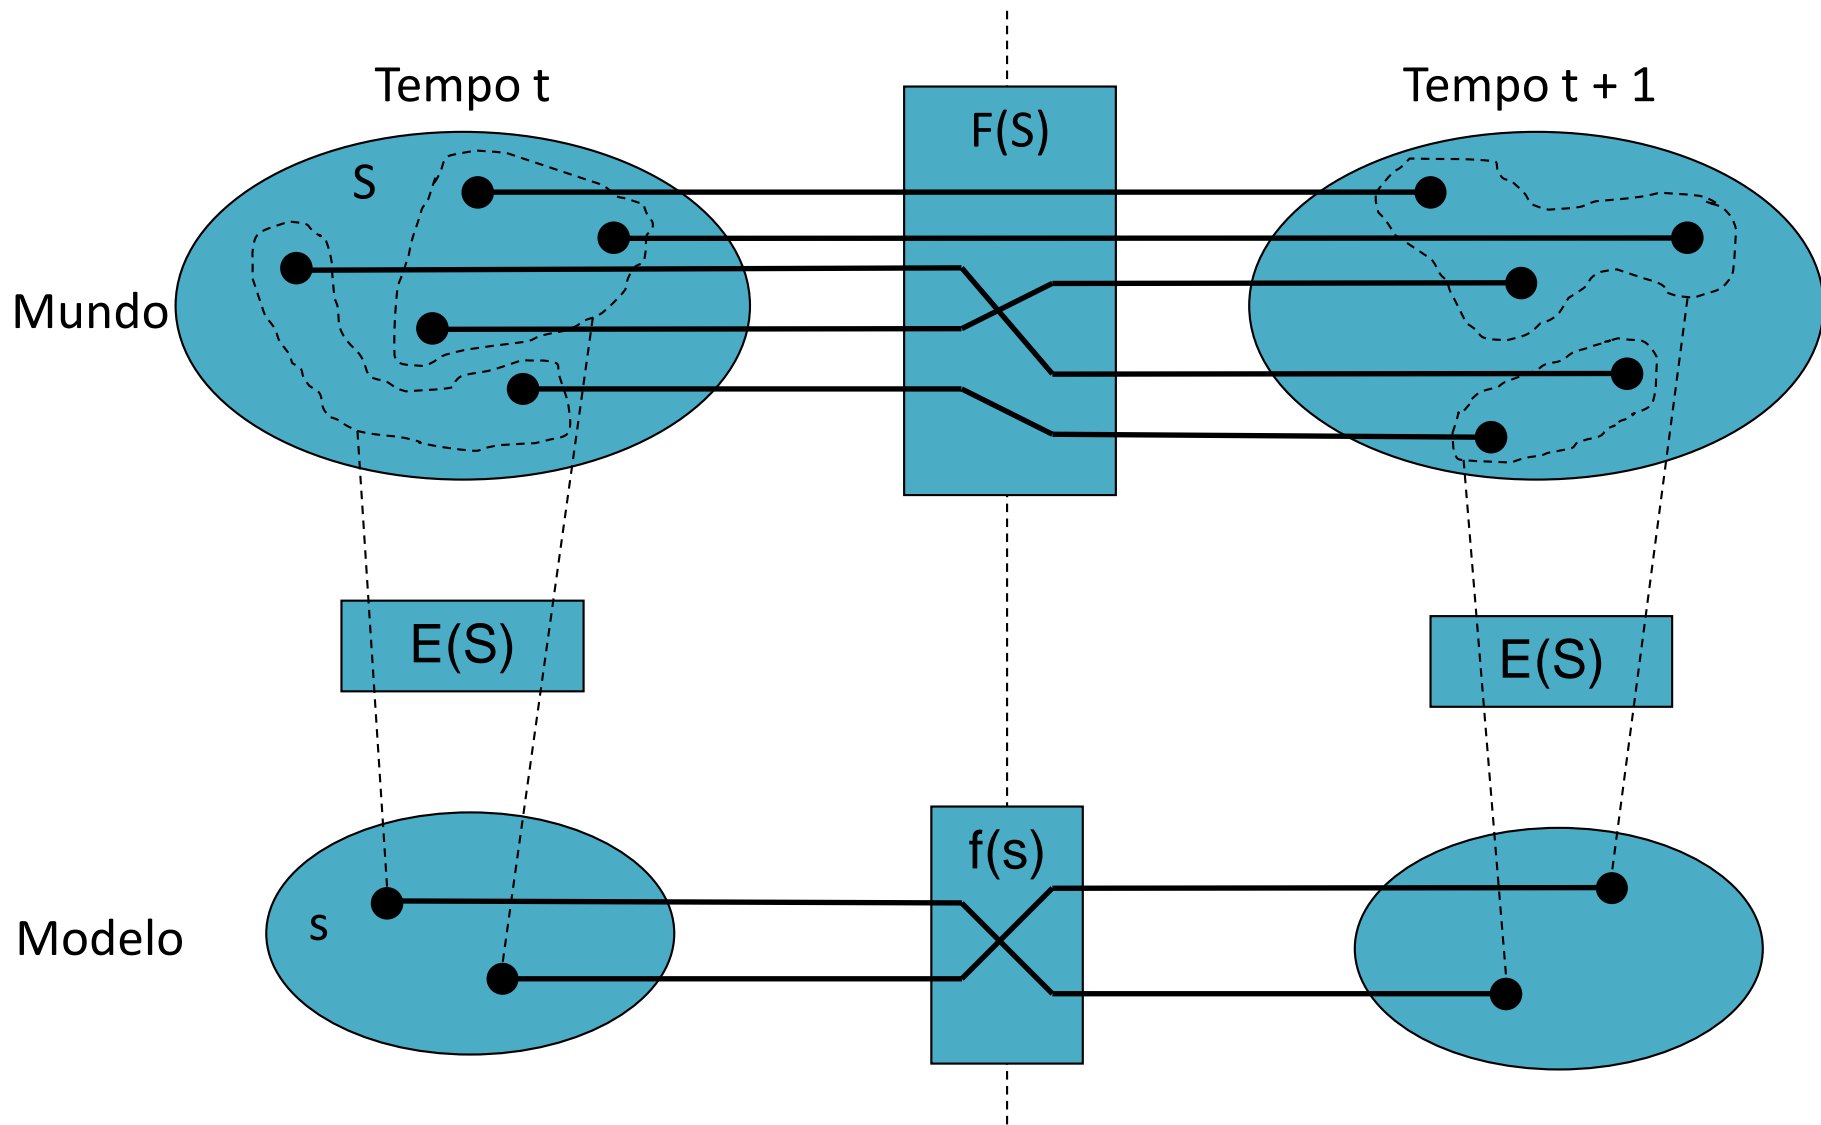 Tempo t
Tempo t + 1
F(S)
S
Mundo
E(S)
E(S)
f(s)
s
Modelo